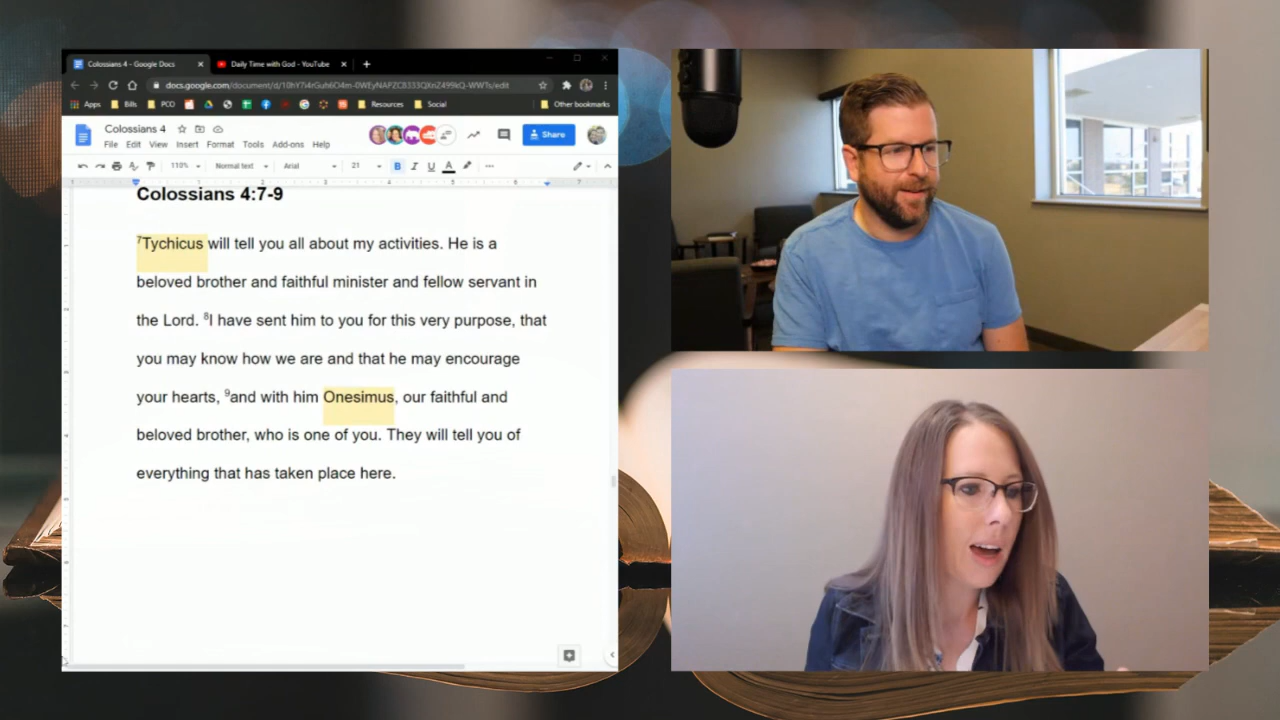 Colossians 4 - Google Docs
Daily Time with God - YouTube
Apps Bills PCO Resources Social Other bookmarks
Colossians 4
File Edit View Insert Format Tools Add-ons Help
Share
110% Normal text Arial 21 B I U A
Colossians 4:7-9
7Tychicus will tell you all about my activities. He is a
beloved brother and faithful minister and fellow servant in
the Lord. 8I have sent him to you for this very purpose, that
you may know how we are and that he may encourage
your hearts, 9and with him Onesimus, our faithful and
beloved brother, who is one of you. They will tell you of
everything that has taken place here.